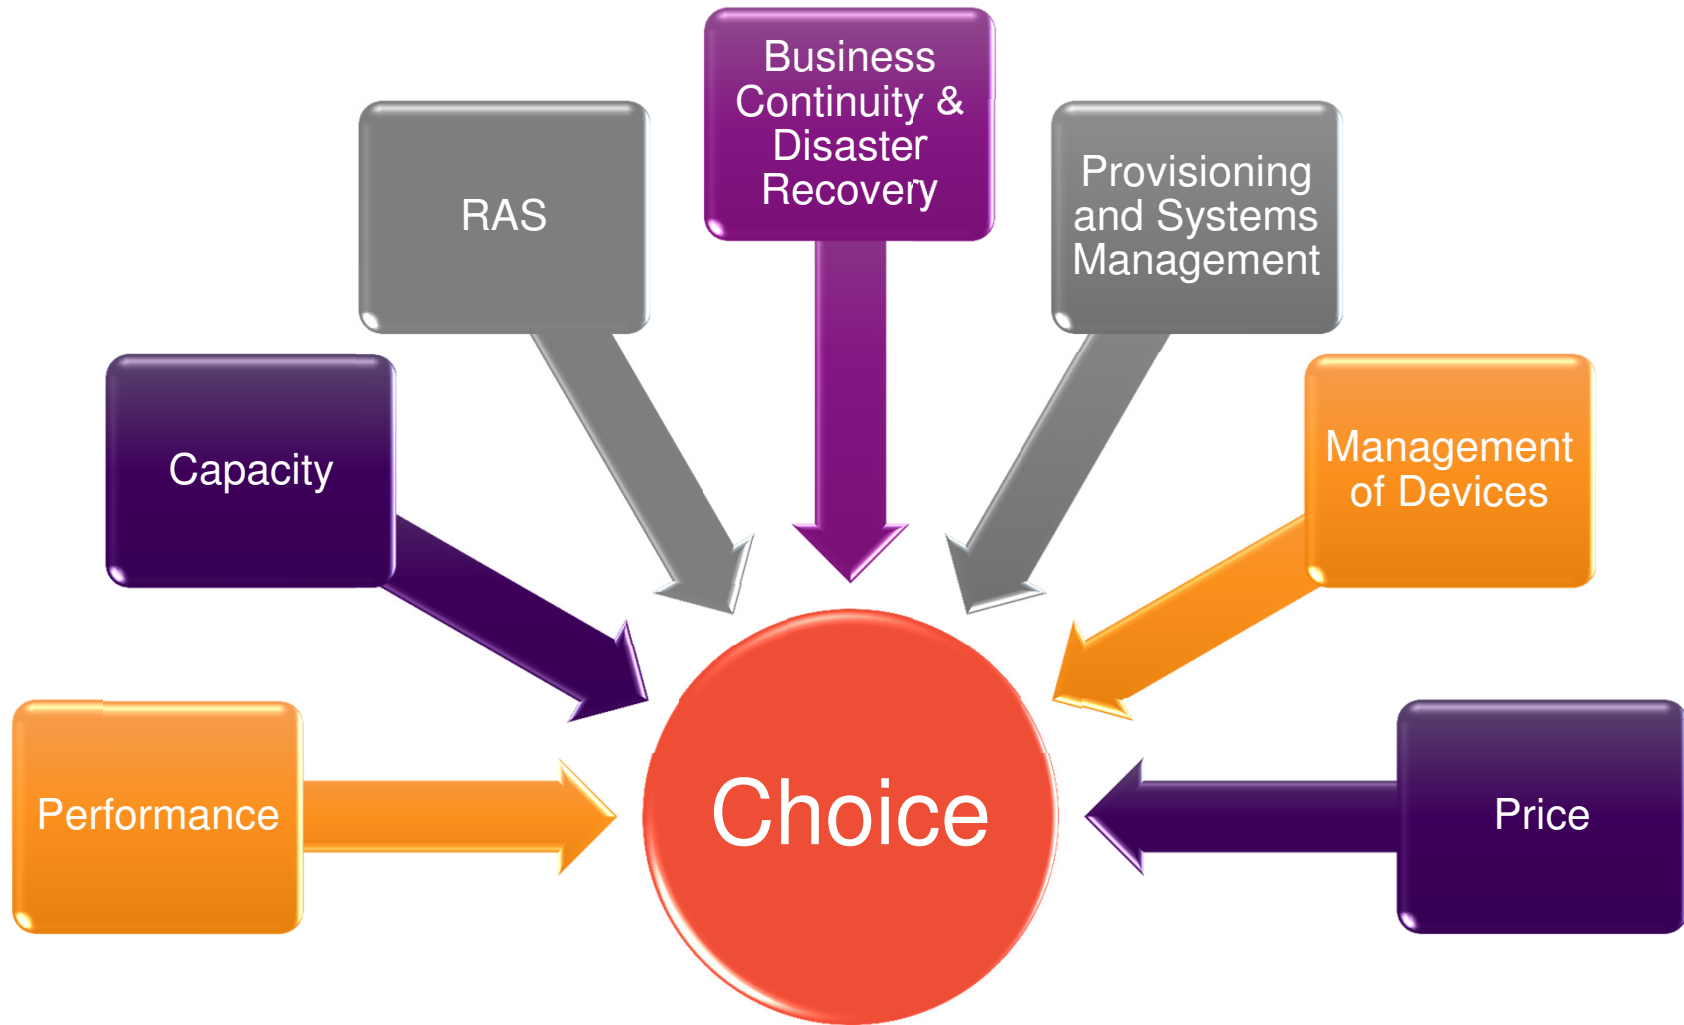 Business
Continuity &
Disaster
Recovery
RAS
Provisioning
and Systems
Management
Capacity
Management
of Devices
Performance
Choice
Price